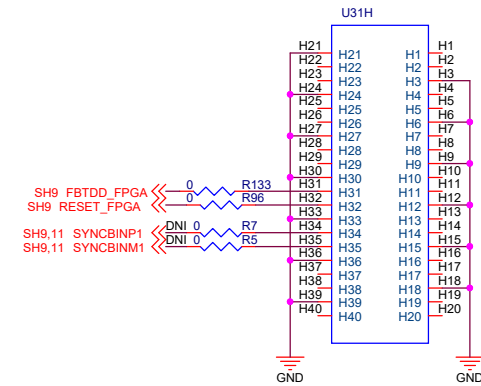 U31H
H21 H21 H1 H1
H22 H22 H2 H2
H23 H23 H3 H3
H24 H24 H4 H4
H25 H25 H5 H5
H26 H26 H6 H6
H27 H27 H7 H7
H28 H28 H8 H8
H29 H29 H9 H9
H30 H30 H10 H10
SH9 FBTDD_FPGA 0 R133 H31 H31 H11 H11
SH9 RESET_FPGA 0 R96 H32 H32 H12 H12
H33 H33 H13 H13
SH9,11 SYNCBINP1 DNI 0 R7 H34 H34 H14 H14
SH9,11 SYNCBINM1 DNI 0 R5 H35 H35 H15 H15
H36 H36 H16 H16
H37 H37 H17 H17
H38 H38 H18 H18
H39 H39 H19 H19
H40 H40 H20 H20
GND GND